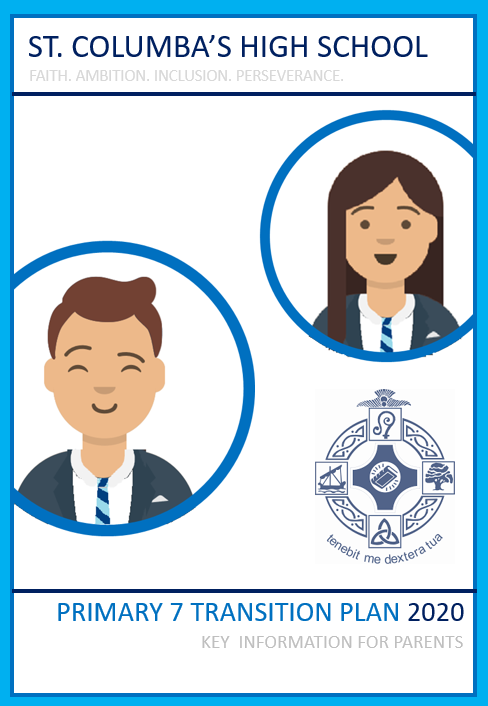 ST. COLUMBA’S HIGH SCHOOL
FAITH. AMBITION. INCLUSION. PERSEVERANCE.
tenebit me dextera tua
PRIMARY 7 TRANSITION PLAN 2020
KEY INFORMATION FOR PARENTS